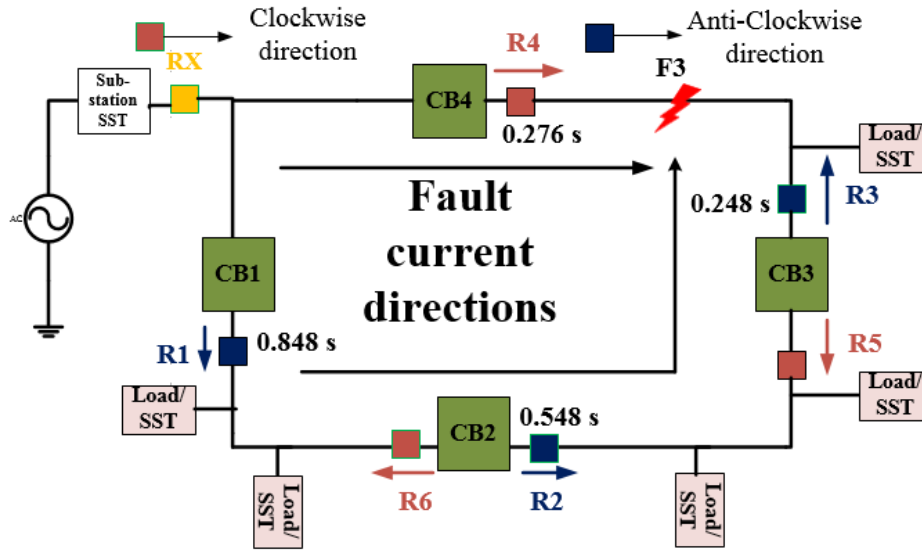 Clockwise
direction
Anti-Clockwise
direction
RX
R4
F3
Sub-
station
SST
CB4
0.276 s
Load/
SST
AC
Fault
current
directions
0.248 s
R3
CB1
CB3
R1
0.848 s
R5
Load/
SST
Load/
SST
CB2
0.548 s
R6
R2
Load/
SST
Load/
SST